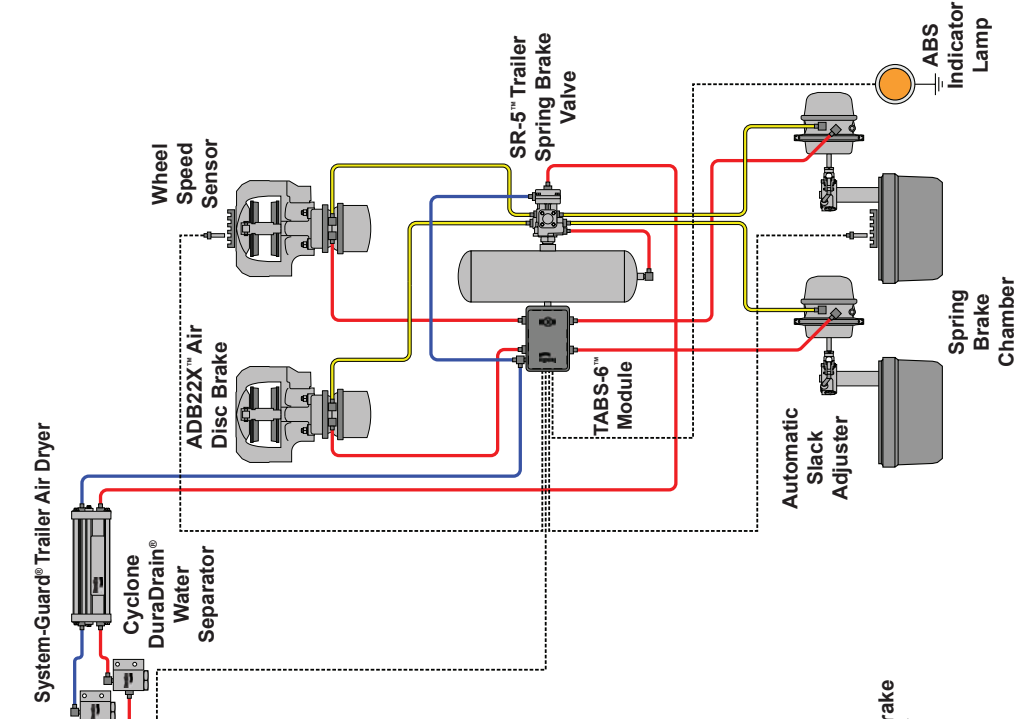 System-Guard® Trailer Air Dryer
Cyclone
DuraDrain®
Water
Separator
Wheel
Speed
Sensor
ADB22X™ Air
Disc Brake
SR-5™ Trailer
Spring Brake
Valve
TABS-6™
Module
Automatic
Slack
Adjuster
ABS
Indicator
Lamp
Spring
Brake
Chamber
rake